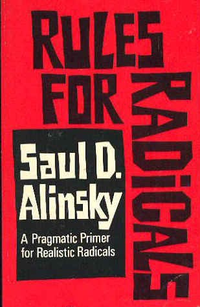 RULES
FOR
RADiCALS
Saul D.
Alinsky
A Pragmatic Primer
for Realistic Radicals